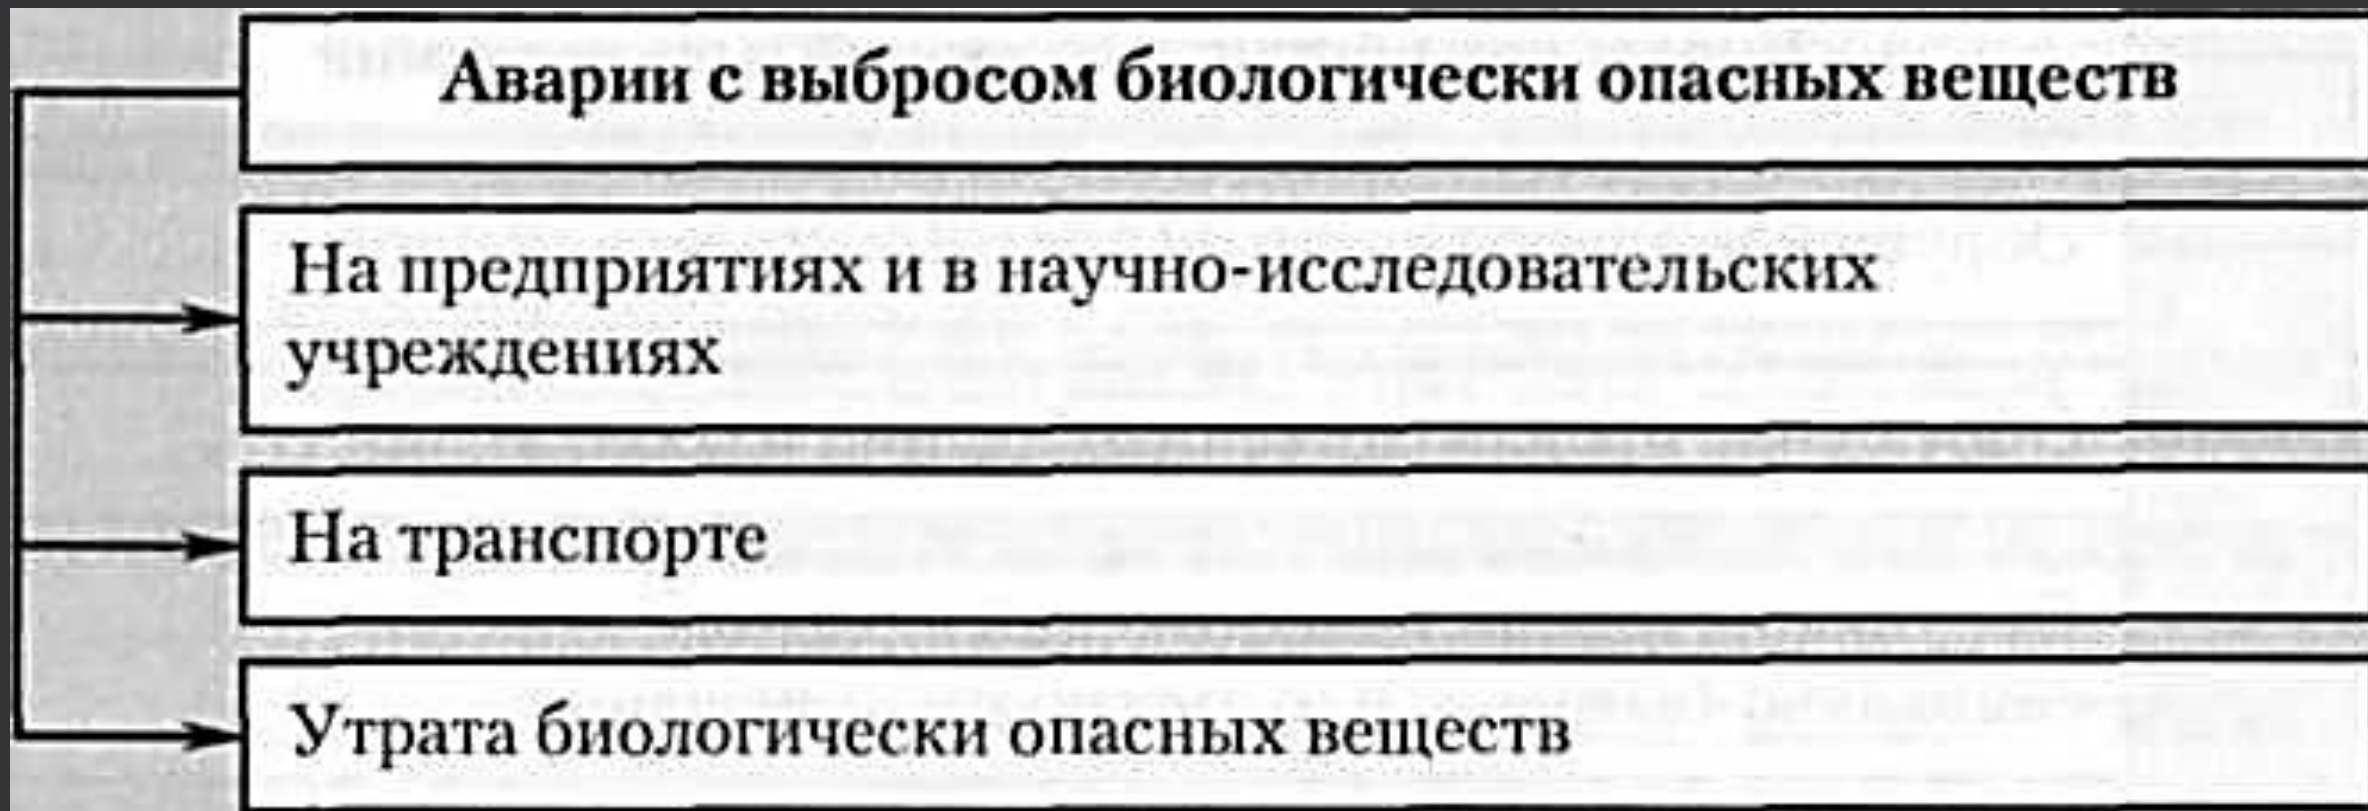 Аварии с выбросом биологически опасных веществ
На предприятиях и в научно-исследовательских
учреждениях
На транспорте
Утрата биологически опасных веществ